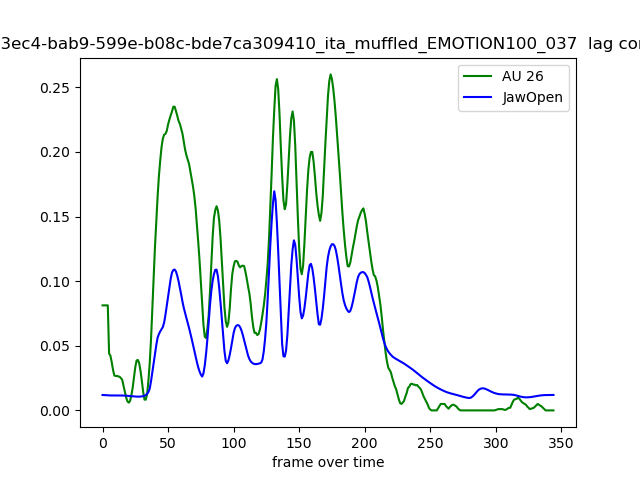 3ec4-bab9-599e-b08c-bde7ca309410_ita_muffled_EMOTION100_037  lag
AU 26
JawOpen
0.25
0.20
0.15
0.10
0.05
0.00
0 50 100 150 200 250 300 350
frame over time